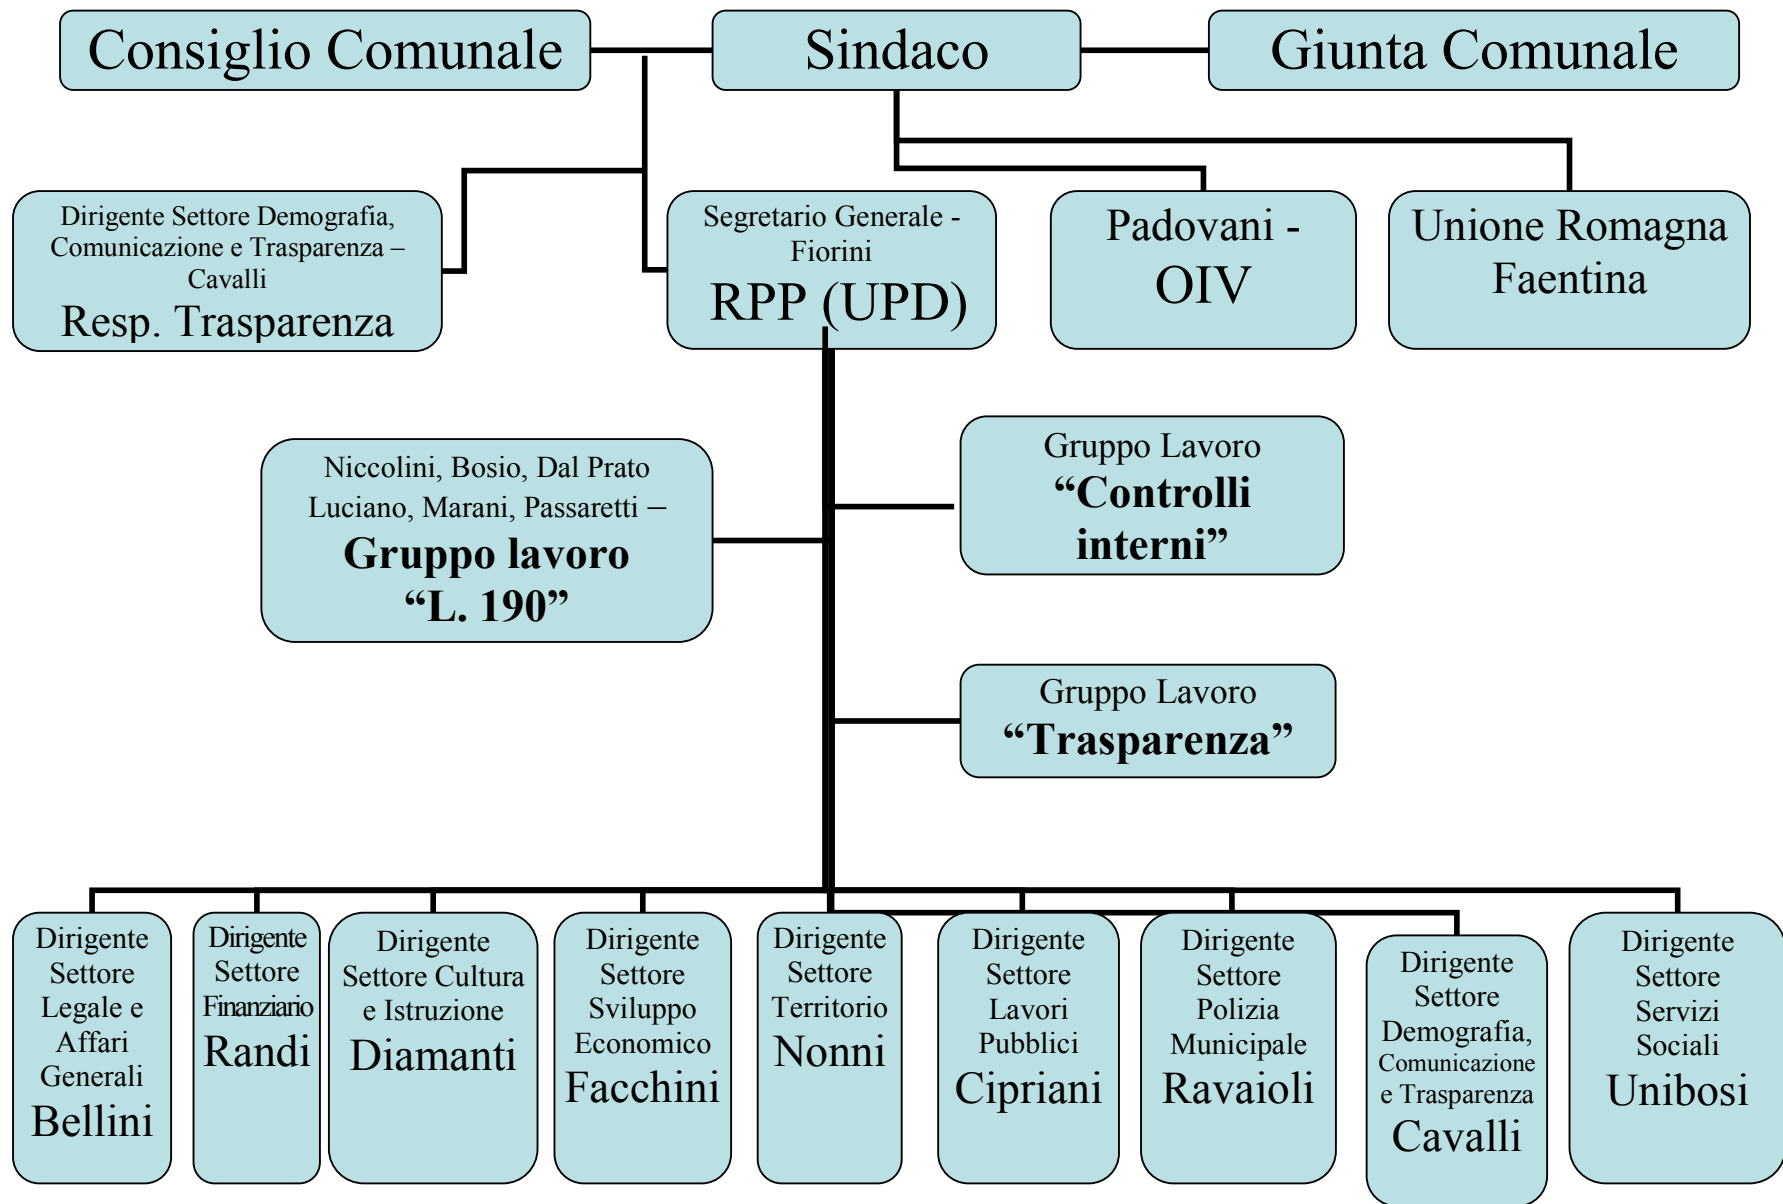 Consiglio Comunale
Sindaco
Giunta Comunale
Dirigente Settore Demografia,
Comunicazione e Trasparenza –
Cavalli
Resp. Trasparenza
Segretario Generale -
Fiorini
RPP (UPD)
Padovani -
OIV
Unione Romagna
Faentina
Niccolini, Bosio, Dal Prato
Luciano, Marani, Passaretti –
Gruppo lavoro
“L. 190”
Gruppo Lavoro
“Controlli
interni”
Gruppo Lavoro
“Trasparenza”
Dirigente
Settore
Legale e
Affari
Generali
Bellini
Dirigente
Settore
Finanziario
Randi
Dirigente
Settore Cultura
e Istruzione
Diamanti
Dirigente
Settore
Sviluppo
Economico
Facchini
Dirigente
Settore
Territorio
Nonni
Dirigente
Settore
Lavori
Pubblici
Cipriani
Dirigente
Settore
Polizia
Municipale
Ravaioli
Dirigente
Settore
Demografia,
Comunicazione
e Trasparenza
Cavalli
Dirigente
Settore
Servizi
Sociali
Unibosi